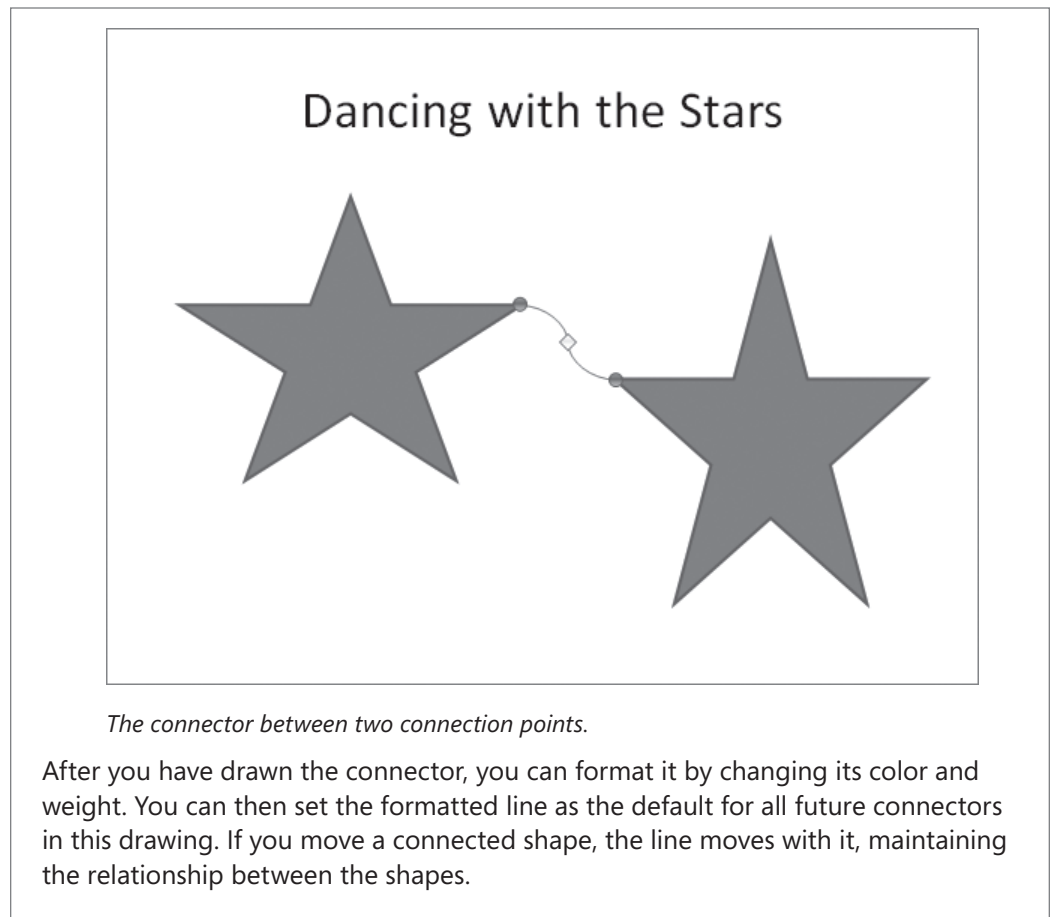 Dancing with the Stars
The connector between two connection points.
After you have drawn the connector, you can format it by changing its color and
weight. You can then set the formatted line as the default for all future connectors
in this drawing. If you move a connected shape, the line moves with it, maintaining
the relationship between the shapes.